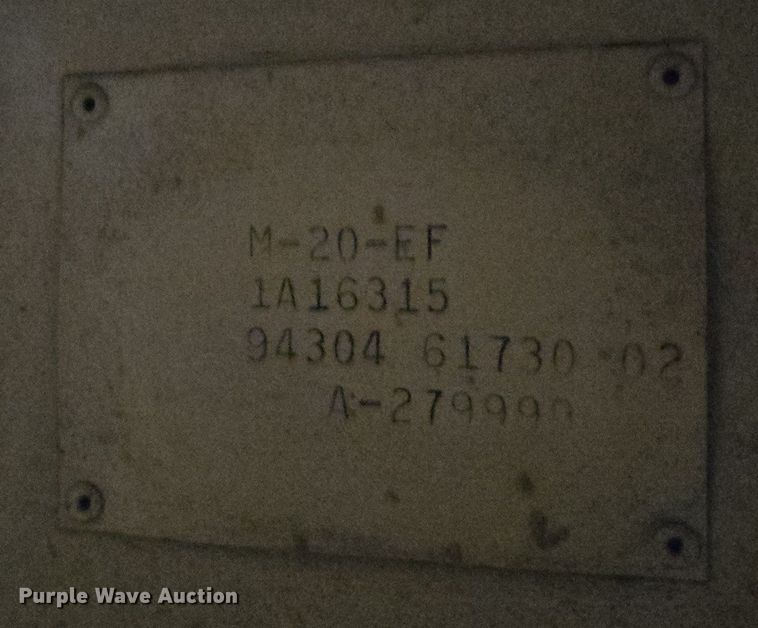 M-20-EF
1A16315
94304 61730 02
A-279990
Purple Wave Auction